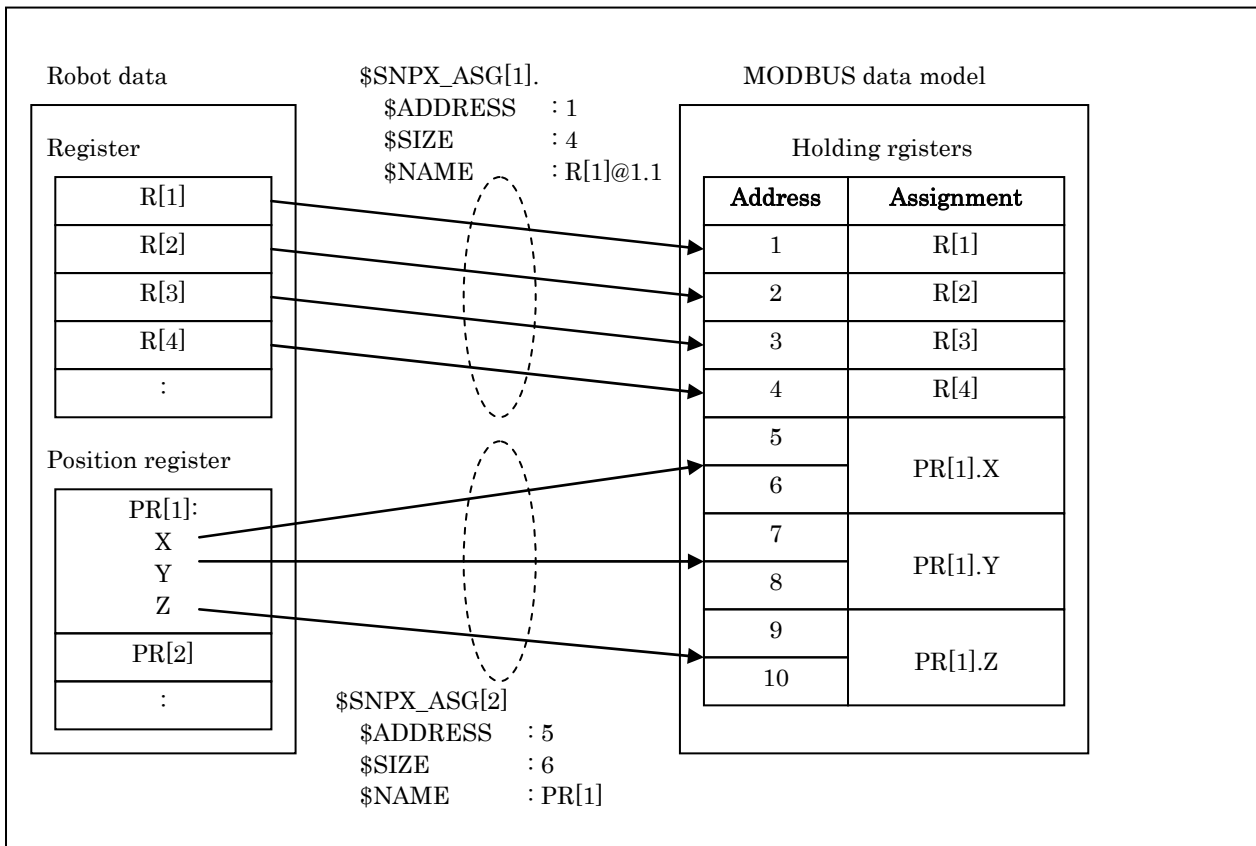 Robot data
Register
R[1]
R[2]
R[3]
R[4]
:
Position register
PR[1]:
X
Y
Z
PR[2]
:
$SNPX_ASG[1].
$ADDRESS : 1
$SIZE : 4
$NAME : R[1]@1.1
$SNPX_ASG[2]
$ADDRESS : 5
$SIZE : 6
$NAME : PR[1]
MODBUS data model
Holding rgisters
Address Assignment
1 R[1]
2 R[2]
3 R[3]
4 R[4]
5
6
PR[1].X
7
8
PR[1].Y
9
10
PR[1].Z